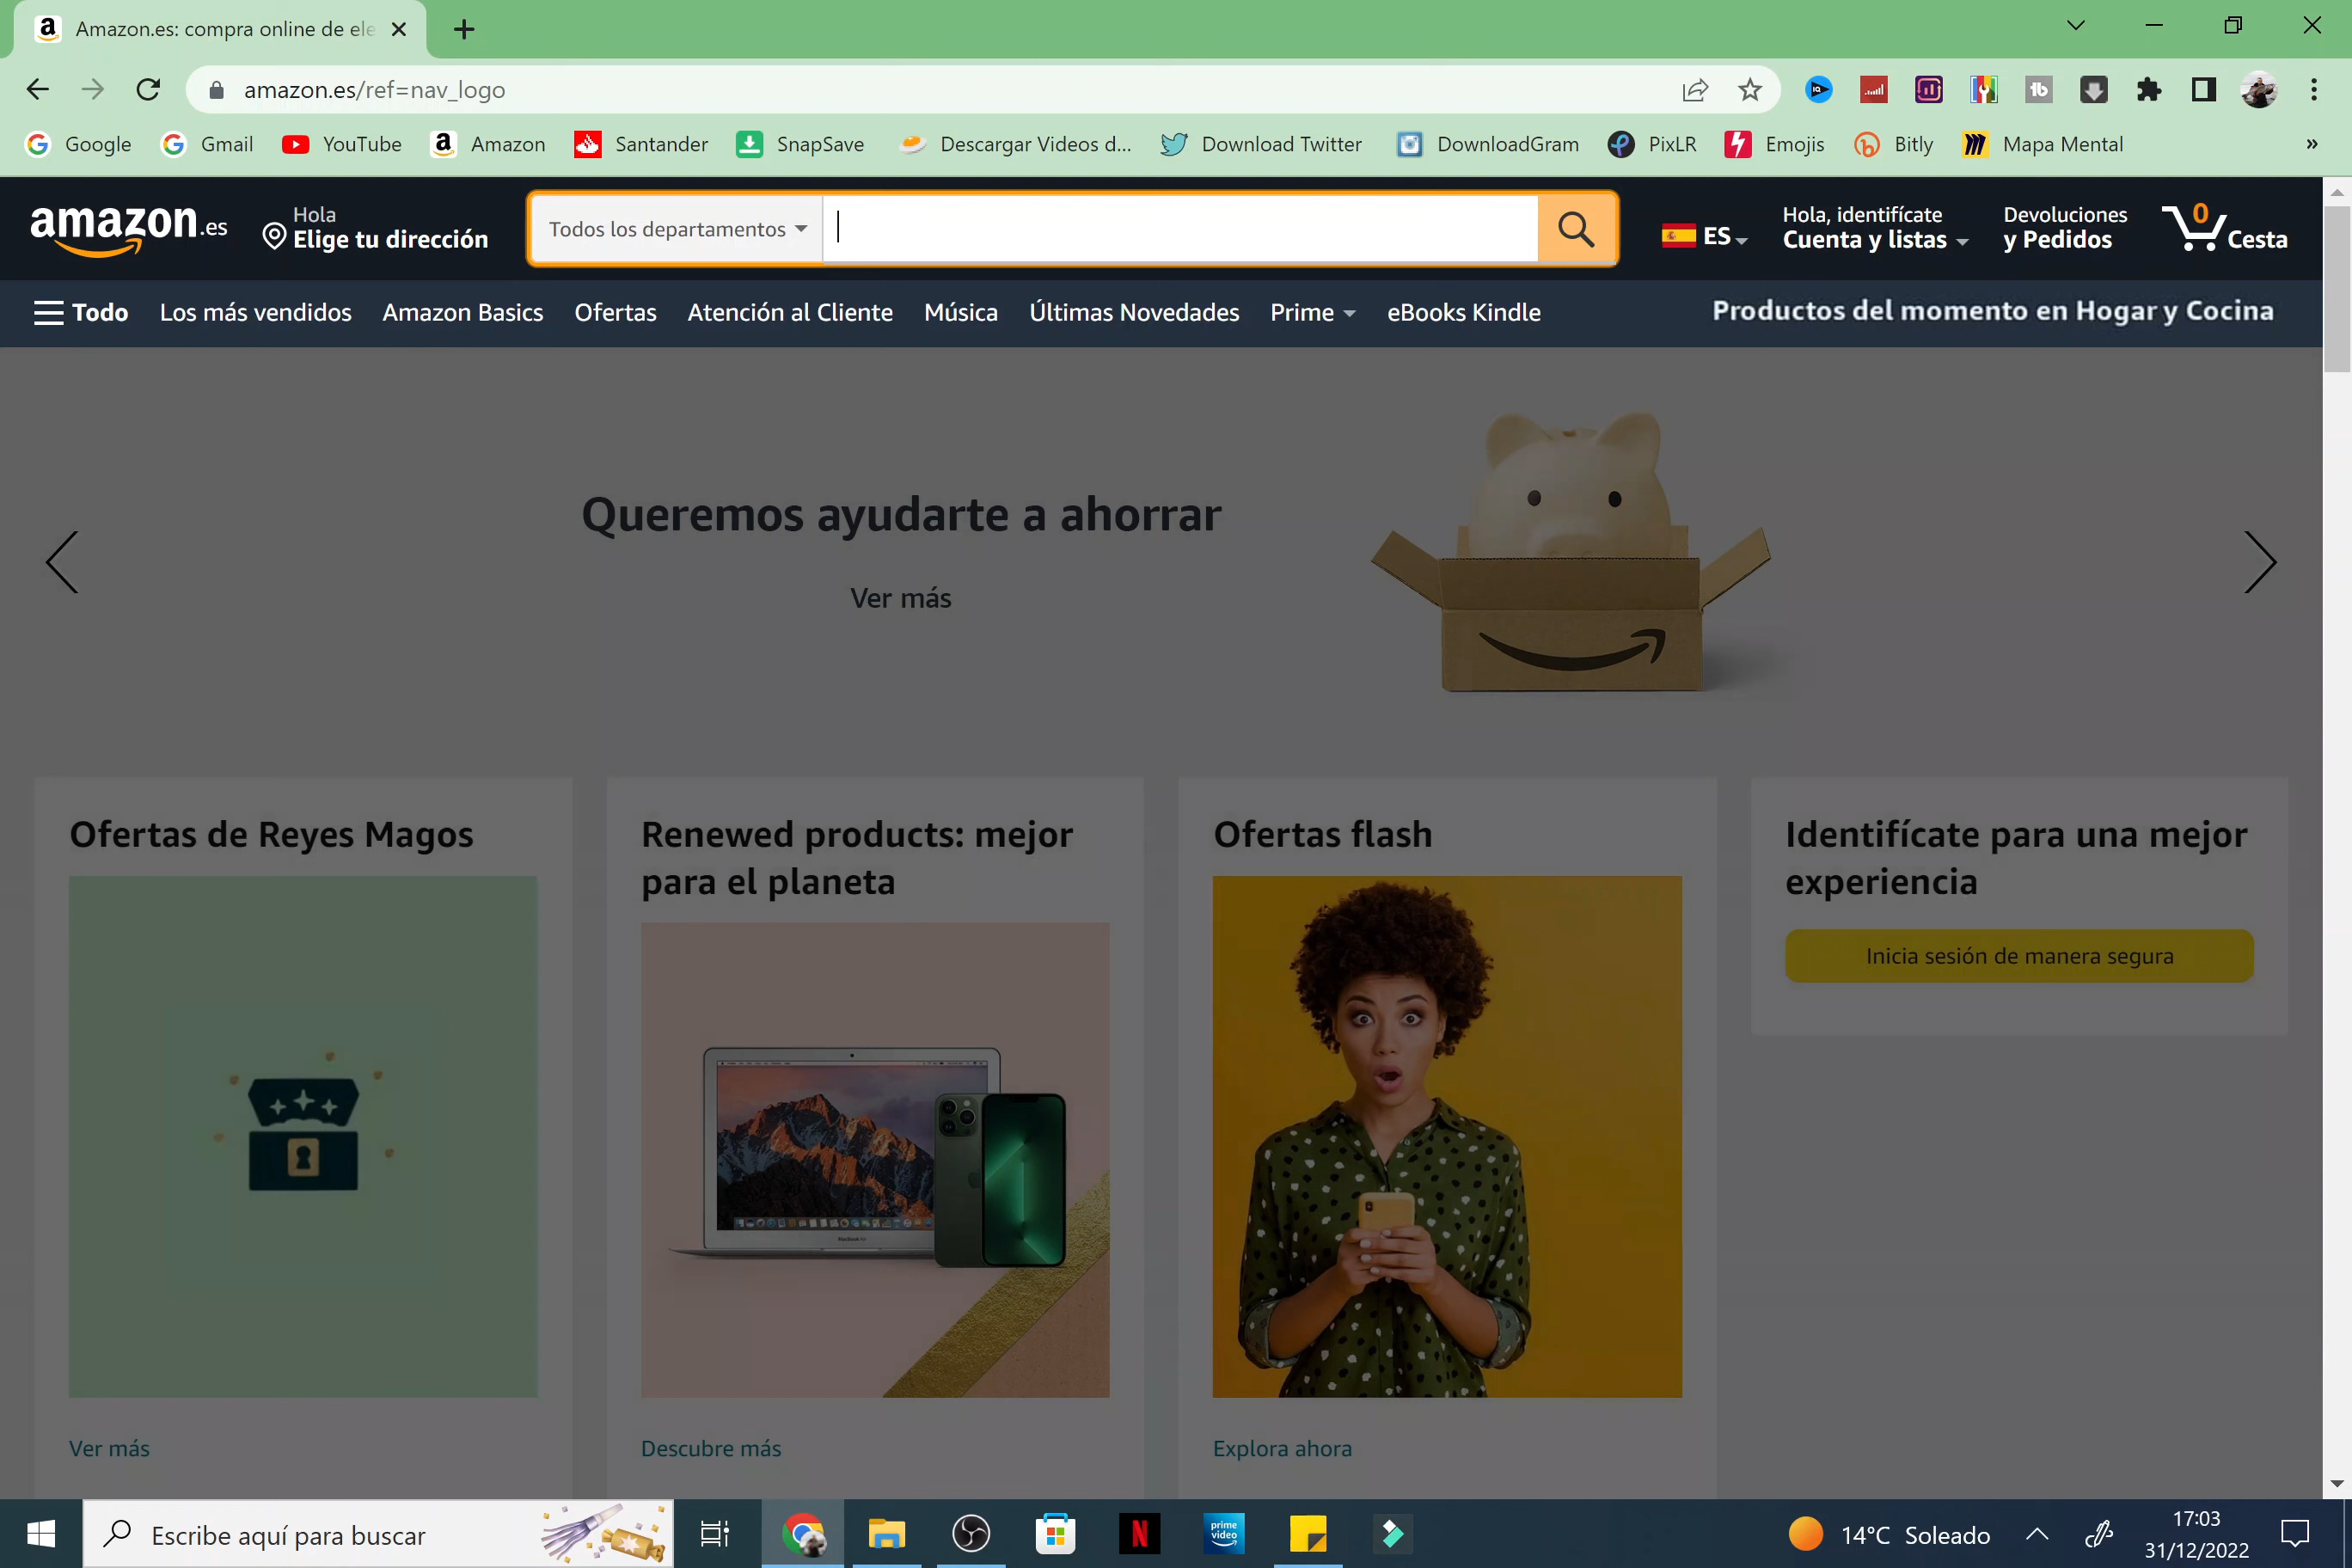 Amazon.es: compra online de ele
amazon.es/ref=nav_logo
Google Gmail YouTube Amazon Santander SnapSave Descargar Videos d... Download Twitter DownloadGram PixLR Emojis Bitly Mapa Mental »
amazon.es
Hola
Elige tu dirección
Todos los departamentos
ES
Hola, identifícate
Cuenta y listas
Devoluciones
y Pedidos
0
Cesta
Todo Los más vendidos Amazon Basics Ofertas Atención al Cliente Música Últimas Novedades Prime eBooks Kindle
Productos del momento en Hogar y Cocina
Queremos ayudarte a ahorrar
Ver más
Ofertas de Reyes Magos
Ver más
Renewed products: mejor
para el planeta
Descubre más
Ofertas flash
Explora ahora
Identifícate para una mejor
experiencia
Inicia sesión de manera segura
Escribe aquí para buscar
prime
video
14°C Soleado
17:03
31/12/2022